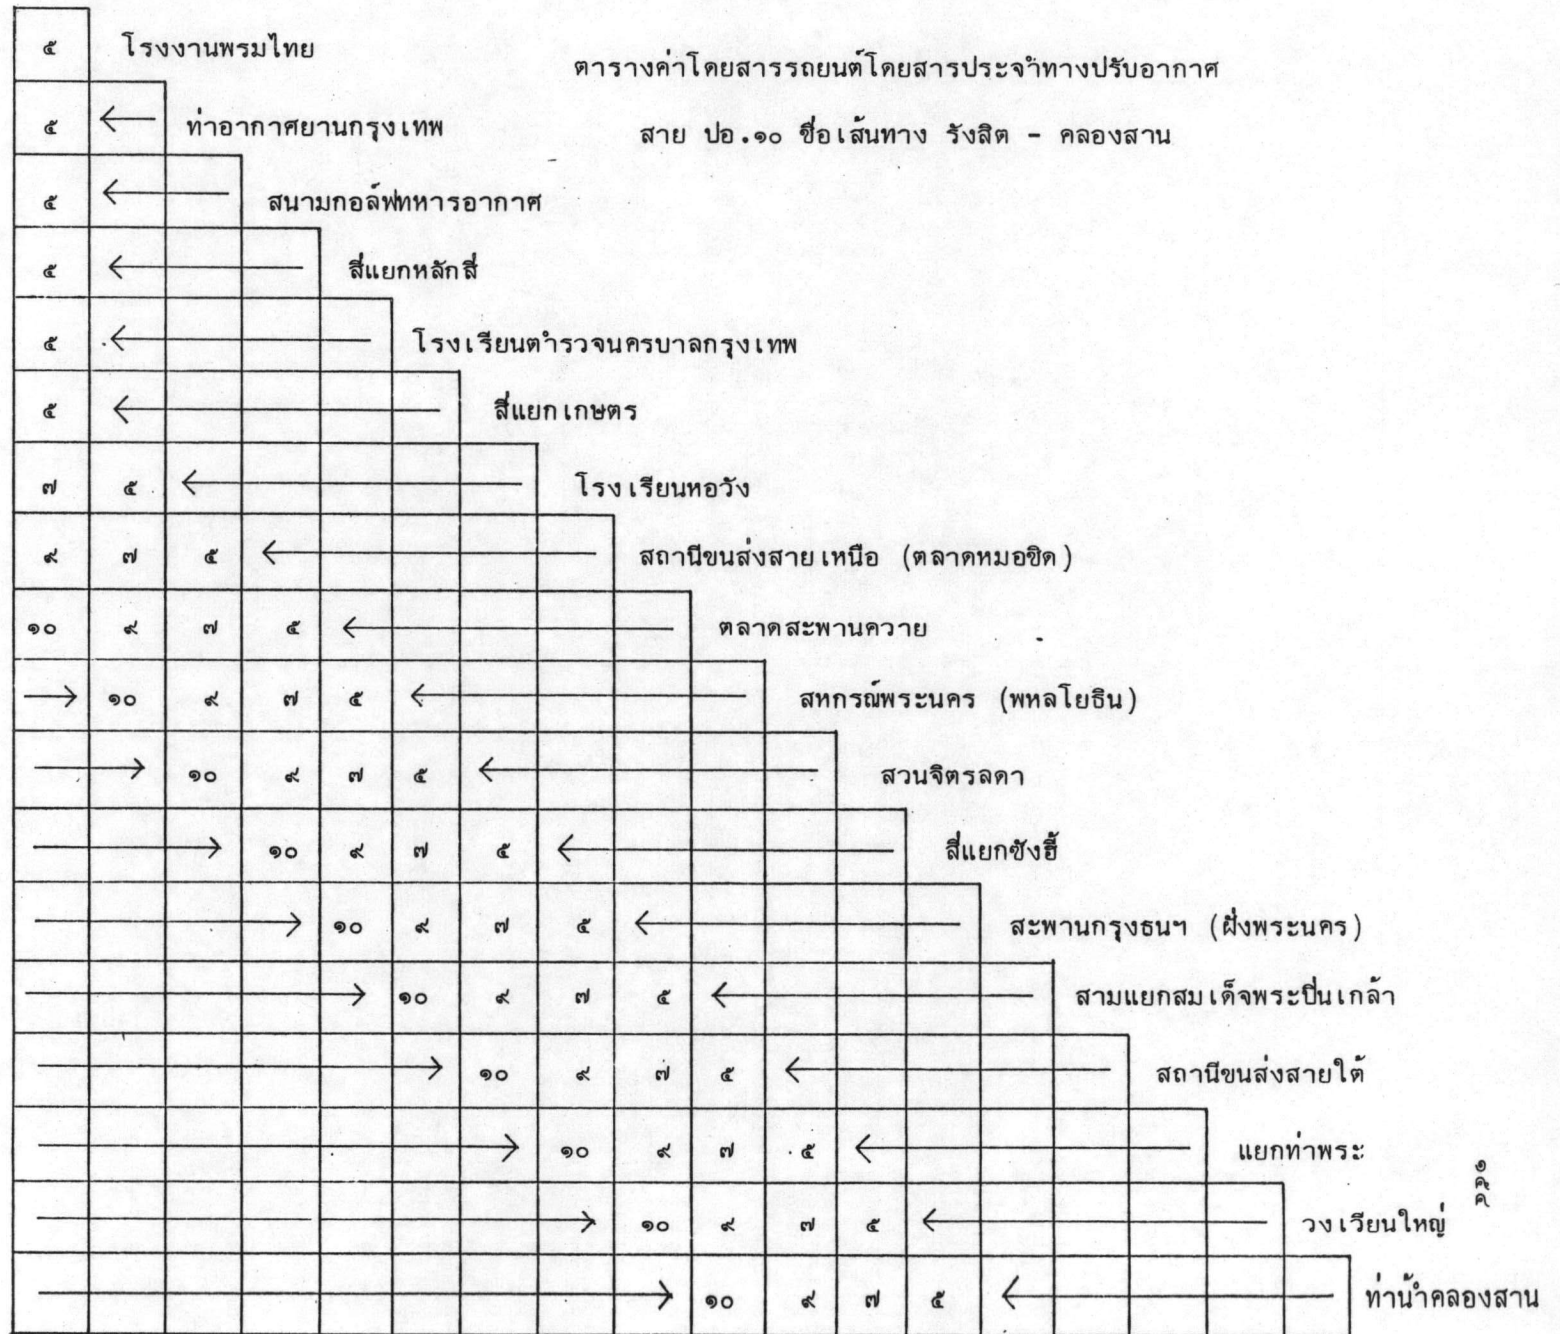 ๕ โรงงานพรมไทย
ตารางค่าโดยสารรถยนต์โดยสารประจำทางปรับอากาศ
๕ ← ท่าอากาศยานกรุงเทพ
สาย ปอ.๑๐ ชื่อเส้นทาง รังสิต - คลองสาน
๕ ← สนามกอล์ฟทหารอากาศ
๕ ← สี่แยกหลักสี่
๕ ← โรงเรียนตำรวจนครบาลกรุงเทพ
๕ ← สี่แยกเกษตร
๗ ๕ ← โรงเรียนหอวัง
๙ ๗ ๕ ← สถานีขนส่งสายเหนือ (ตลาดหมอชิด)
๑๐ ๙ ๗ ๕ ← ตลาดสะพานควาย
→ ๑๐ ๙ ๗ ๕ ← สหกรณ์พระนคร (พหลโยธิน)
→ ๑๐ ๙ ๗ ๕ ← สวนจิตรลดา
→ ๑๐ ๙ ๗ ๕ ← สี่แยกซังฮี้
→ ๑๐ ๙ ๗ ๕ ← สะพานกรุงธนฯ (ฝั่งพระนคร)
→ ๑๐ ๙ ๗ ๕ ← สามแยกสมเด็จพระปิ่นเกล้า
→ ๑๐ ๙ ๗ ๕ ← สถานีขนส่งสายใต้
→ ๑๐ ๙ ๗ ๕ ← แยกท่าพระ
→ ๑๐ ๙ ๗ ๕ ← วงเวียนใหญ่
→ ๑๐ ๙ ๗ ๕ ← ท่าน้ำคลองสาน